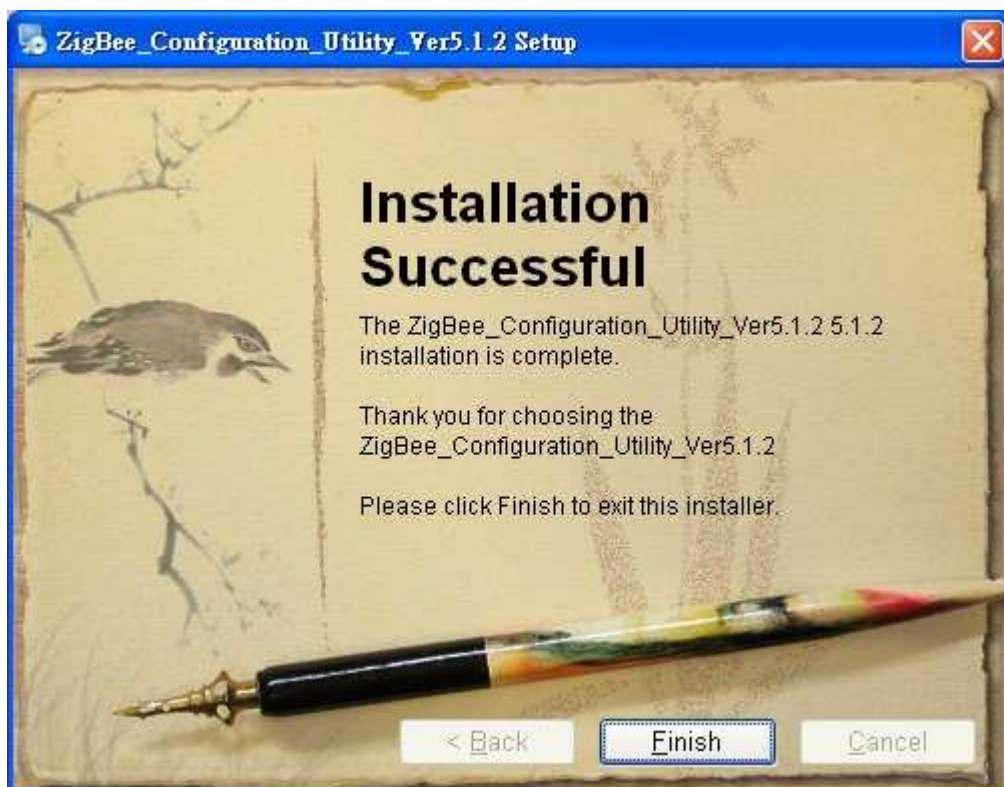 ZigBee_Configuration_Utility_Ver5.1.2 Setup
Installation
Successful
The ZigBee_Configuration_Utility_Ver5.1.2 5.1.2
installation is complete.
Thank you for choosing the
ZigBee_Configuration_Utility_Ver5.1.2
Please click Finish to exit this installer.
< Back Finish Cancel